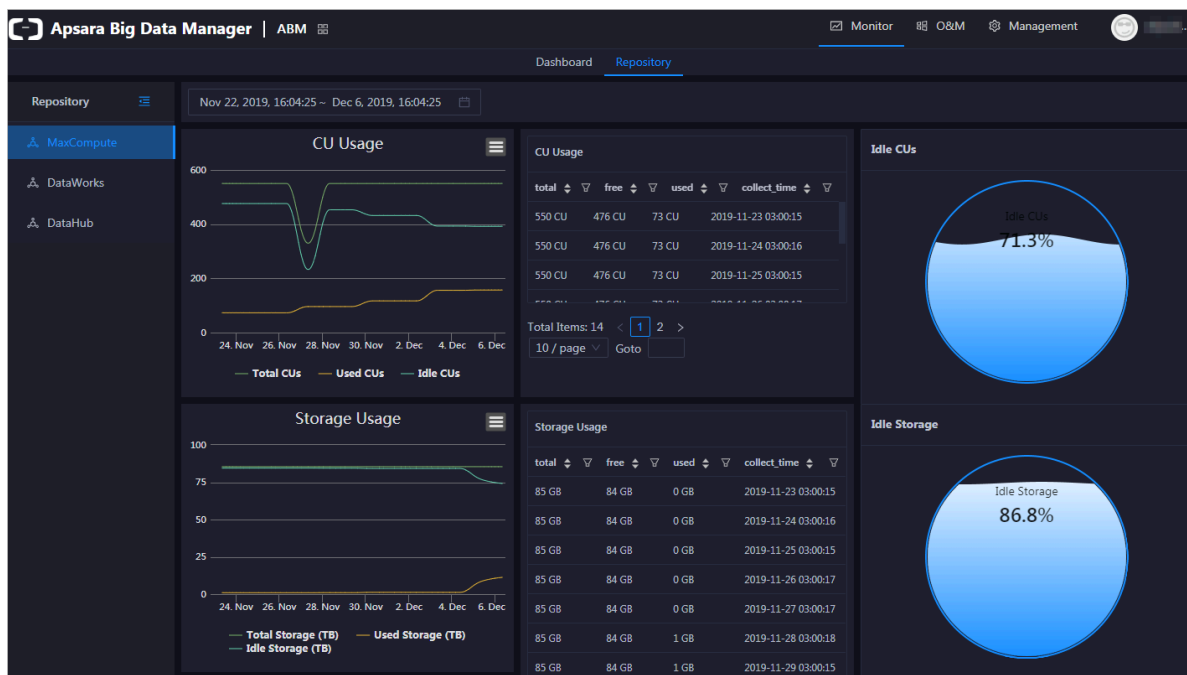 Apsara Big Data Manager | ABM
Monitor O&M Management
Dashboard Repository
Repository
MaxCompute
DataWorks
DataHub
Nov 22, 2019, 16:04:25 ~ Dec 6, 2019, 16:04:25
CU Usage
600
400
200
0
24. Nov 26. Nov 28. Nov 30. Nov 2. Dec 4. Dec 6. Dec
Total CUs Used CUs Idle CUs
CU Usage
total free used collect_time
550 CU 476 CU 73 CU 2019-11-23 03:00:15
550 CU 476 CU 73 CU 2019-11-24 03:00:16
550 CU 476 CU 73 CU 2019-11-25 03:00:15
550 CU 476 CU 73 CU 2019-11-26 03:00:17
Total Items: 14 < 1 2 >
10 / page Goto
Idle CUs
Idle CUs
71.3%
Storage Usage
100
75
50
25
0
24. Nov 26. Nov 28. Nov 30. Nov 2. Dec 4. Dec 6. Dec
Total Storage (TB) Used Storage (TB)
Idle Storage (TB)
Storage Usage
total free used collect_time
85 GB 84 GB 0 GB 2019-11-23 03:00:15
85 GB 84 GB 0 GB 2019-11-24 03:00:16
85 GB 84 GB 0 GB 2019-11-25 03:00:15
85 GB 84 GB 0 GB 2019-11-26 03:00:17
85 GB 84 GB 0 GB 2019-11-27 03:00:17
85 GB 84 GB 1 GB 2019-11-28 03:00:18
85 GB 84 GB 1 GB 2019-11-29 03:00:15
Idle Storage
Idle Storage
86.8%